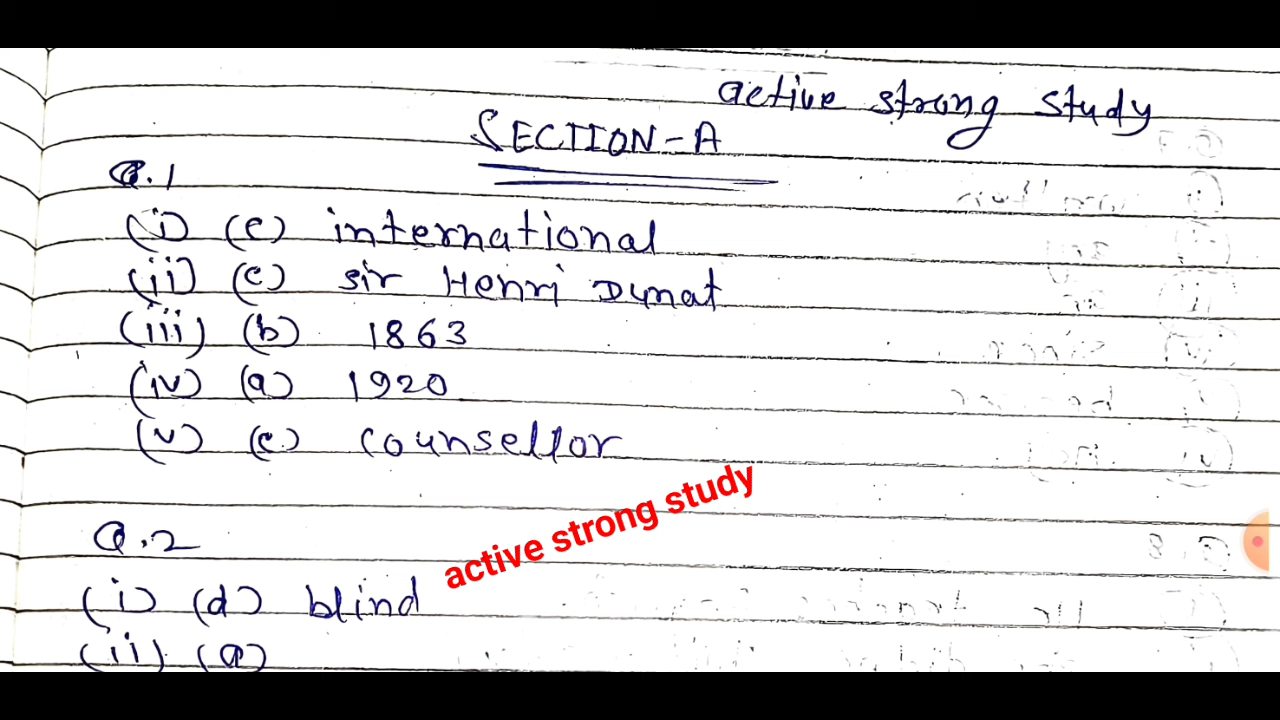 active strong study
SECTION-A
Q.1
(i) (c) international
(ii) (c) sir Henri Dunat
(iii) (b) 1863
(iv) (a) 1920
(v) (c) counsellor
active strong study
Q.2
(i) (d) blind
(ii) (a)